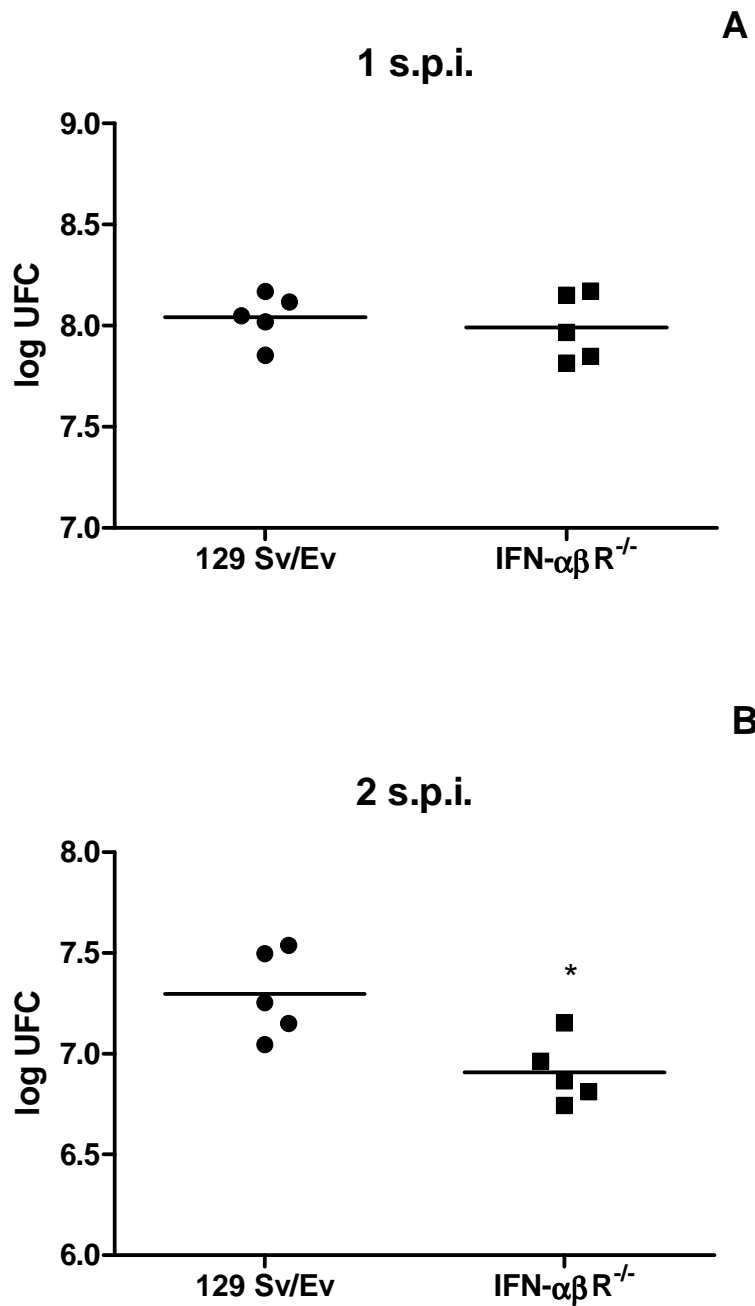 A
1 s.p.i.
9.0
8.5
8.0
7.5
7.0
log UFC
129 Sv/Ev
IFN-αβR-/-
B
2 s.p.i.
8.0
7.5
7.0
6.5
6.0
log UFC
*
129 Sv/Ev
IFN-αβR-/-